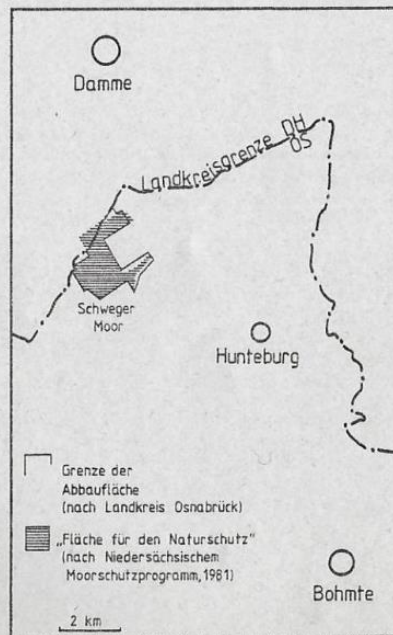 Damme
Landkreisgrenze DH
OS
Schweger
Moor
Hunteburg
Grenze der
Abbaufläche
(nach Landkreis Osnabrück)
„Fläche für den Naturschutz"
(nach Niedersächsischem
Moorschutzprogramm,1981)
Bohmte
2 km